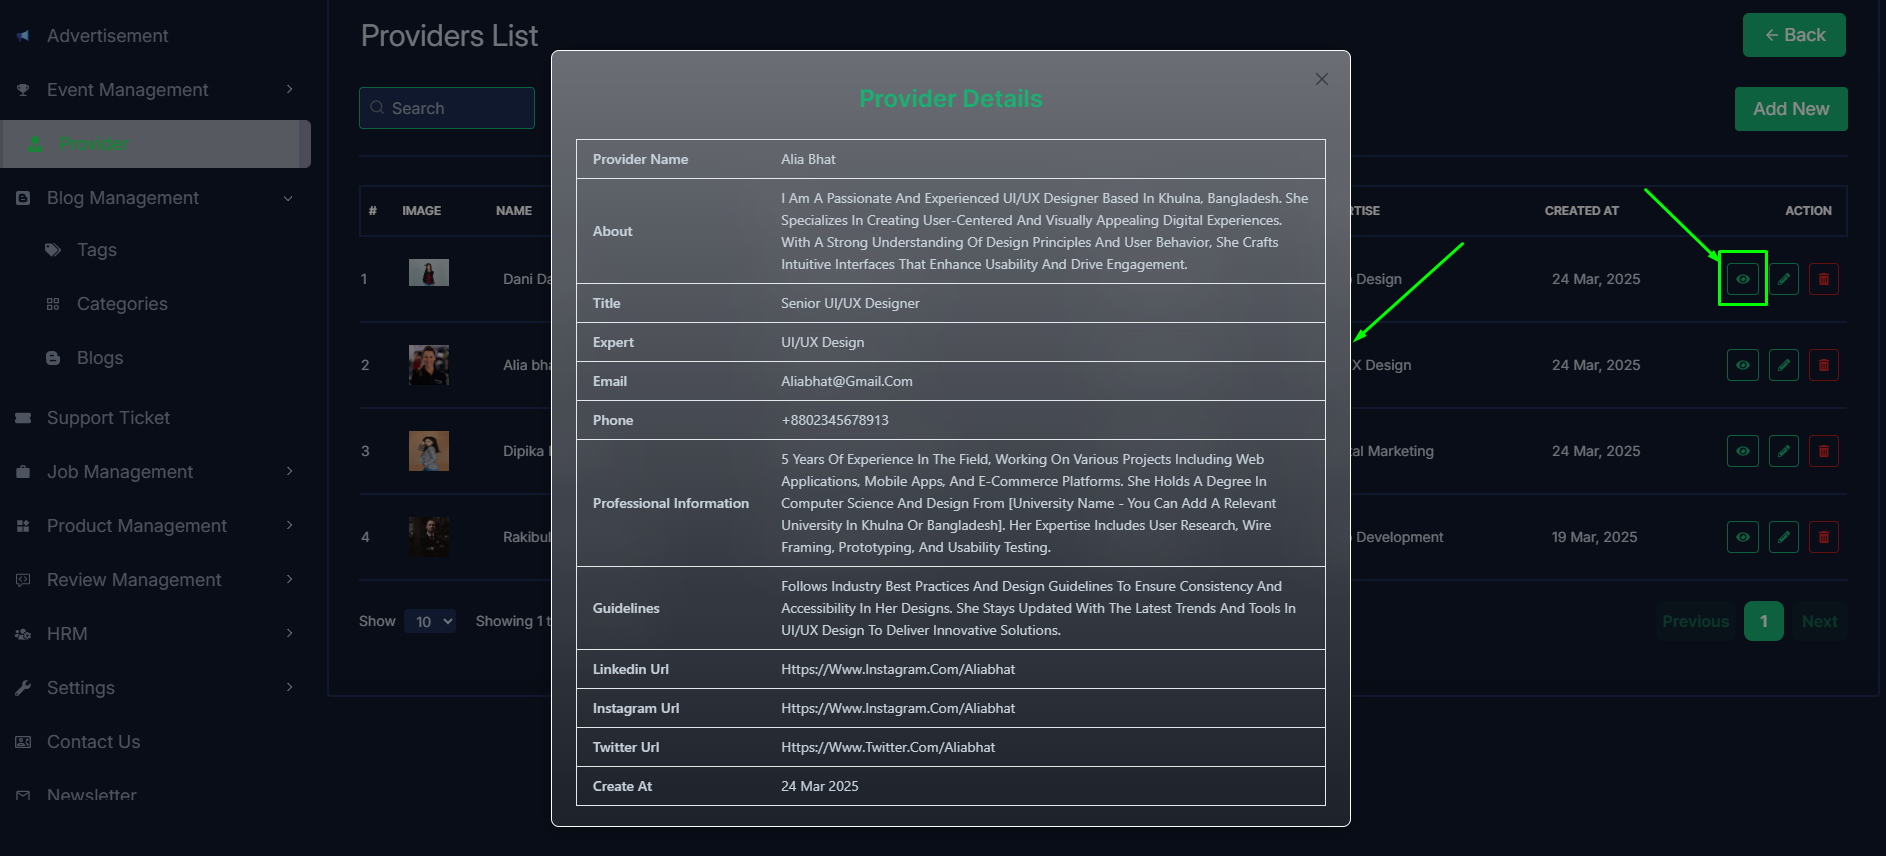 Advertisement
Event Management
Provider
Blog Management
Tags
Categories
Blogs
Support Ticket
Job Management
Product Management
Review Management
HRM
Settings
Contact Us
Newsletter
Providers List
← Back
Search
Add New
# IMAGE NAME RTISE CREATED AT ACTION
1 Dani Da Design 24 Mar, 2025
2 Alia bha X Design 24 Mar, 2025
3 Dipika tal Marketing 24 Mar, 2025
4 Rakibul Development 19 Mar, 2025
Show 10 Showing 1 t
Previous 1 Next
Provider Details
Provider Name Alia Bhat
About I Am A Passionate And Experienced UI/UX Designer Based In Khulna, Bangladesh. She
Specializes In Creating User-Centered And Visually Appealing Digital Experiences.
With A Strong Understanding Of Design Principles And User Behavior, She Crafts
Intuitive Interfaces That Enhance Usability And Drive Engagement.
Title Senior UI/UX Designer
Expert UI/UX Design
Email Aliabhat@Gmail.Com
Phone +8802345678913
Professional Information 5 Years Of Experience In The Field, Working On Various Projects Including Web
Applications, Mobile Apps, And E-Commerce Platforms. She Holds A Degree In
Computer Science And Design From [University Name - You Can Add A Relevant
University In Khulna Or Bangladesh]. Her Expertise Includes User Research, Wire
Framing, Prototyping, And Usability Testing.
Guidelines Follows Industry Best Practices And Design Guidelines To Ensure Consistency And
Accessibility In Her Designs. She Stays Updated With The Latest Trends And Tools In
UI/UX Design To Deliver Innovative Solutions.
Linkedin Url Https://Www.Instagram.Com/Aliabhat
Instagram Url Https://Www.Instagram.Com/Aliabhat
Twitter Url Https://Www.Twitter.Com/Aliabhat
Create At 24 Mar 2025